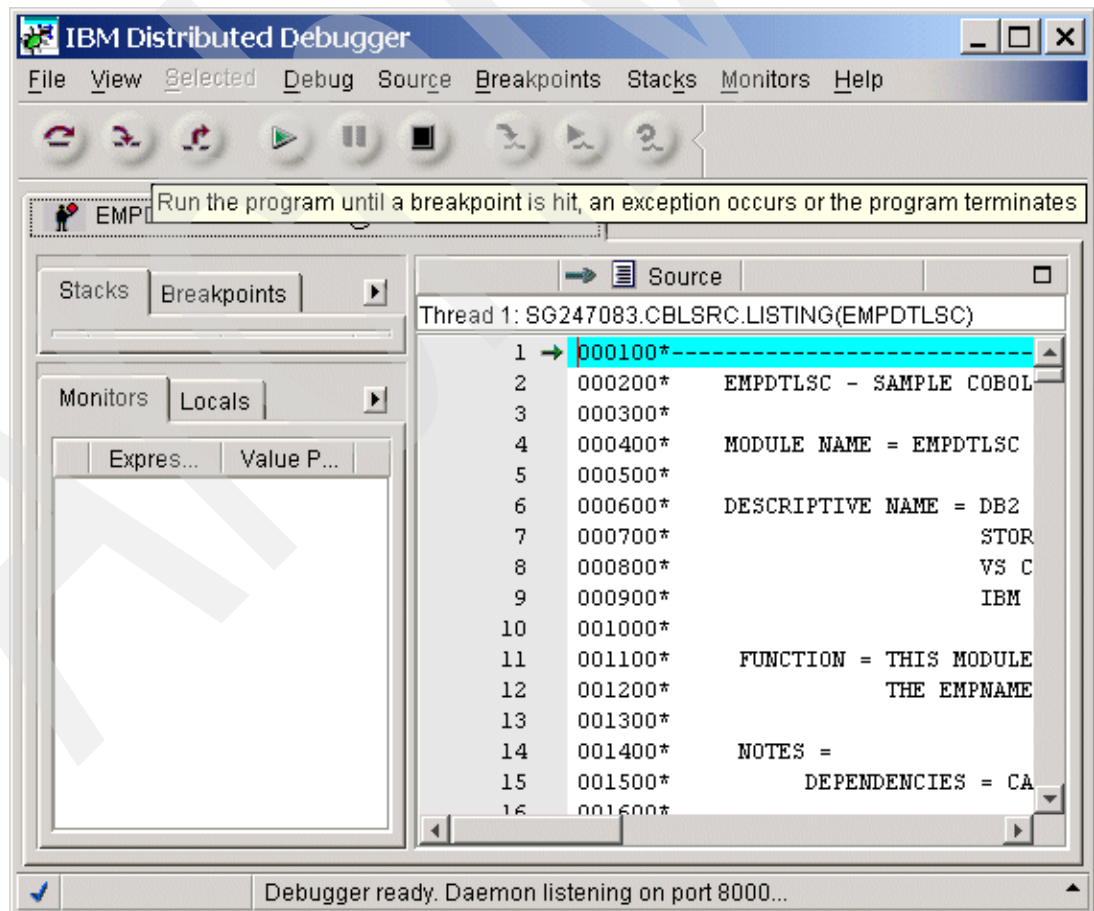 IBM Distributed Debugger
File View Selected Debug Source Breakpoints Stacks Monitors Help
Run the program until a breakpoint is hit, an exception occurs or the program terminates
EMPD
Stacks Breakpoints
Source
Thread 1: SG247083.CBLSRC.LISTING(EMPDTLSC)
Monitors Locals
Expres... Value P...
1 000100*---------------------------
2 000200* EMPDTLSC - SAMPLE COBOL
3 000300*
4 000400* MODULE NAME = EMPDTLSC
5 000500*
6 000600* DESCRIPTIVE NAME = DB2
7 000700* STOR
8 000800* VS C
9 000900* IBM
10 001000*
11 001100* FUNCTION = THIS MODULE
12 001200* THE EMPNAME
13 001300*
14 001400* NOTES =
15 001500* DEPENDENCIES = CA
16 001600*
Debugger ready. Daemon listening on port 8000...